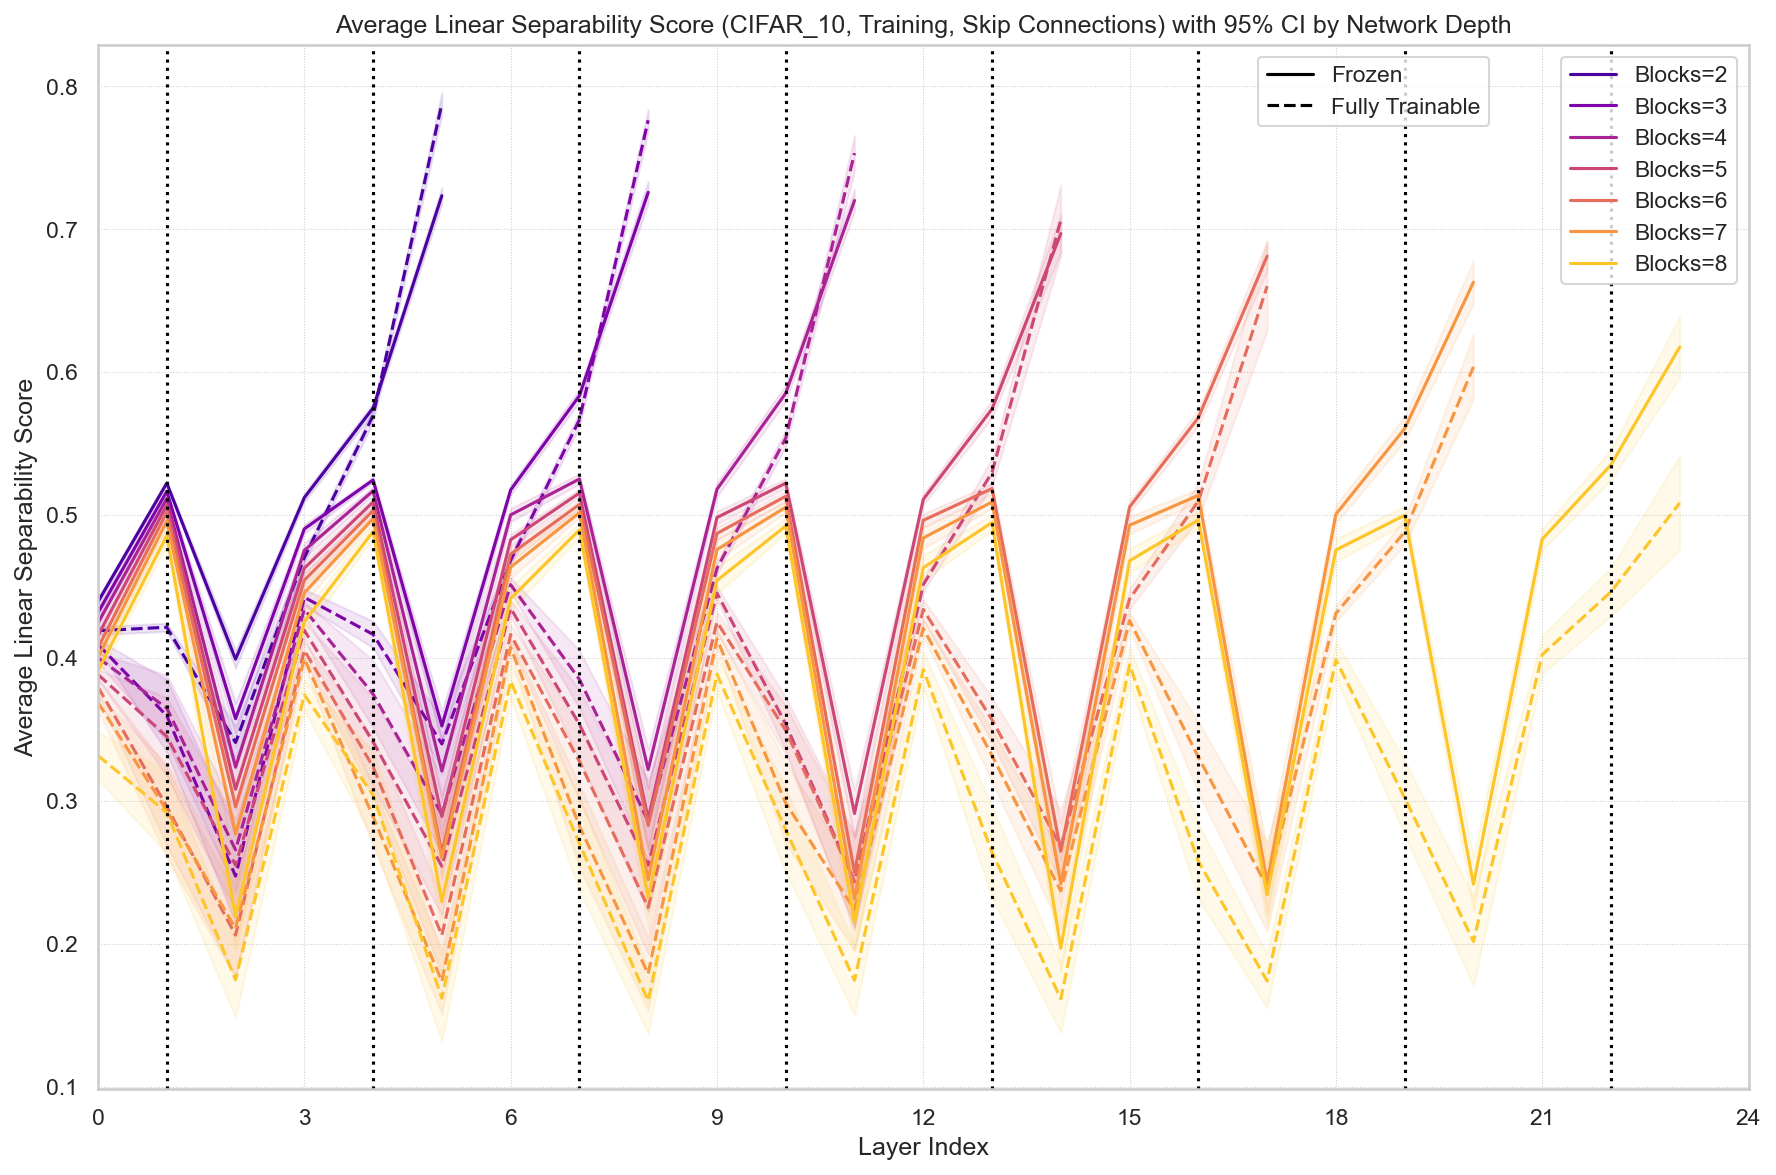 Average Linear Separability Score (CIFAR_10, Training, Skip Connections) with 95% CI by Network Depth
Average Linear Separability Score
0.8
0.7
0.6
0.5
0.4
0.3
0.2
0.1
Frozen
Fully Trainable
Blocks=2
Blocks=3
Blocks=4
Blocks=5
Blocks=6
Blocks=7
Blocks=8
0 3 6 9 12 15 18 21 24
Layer Index